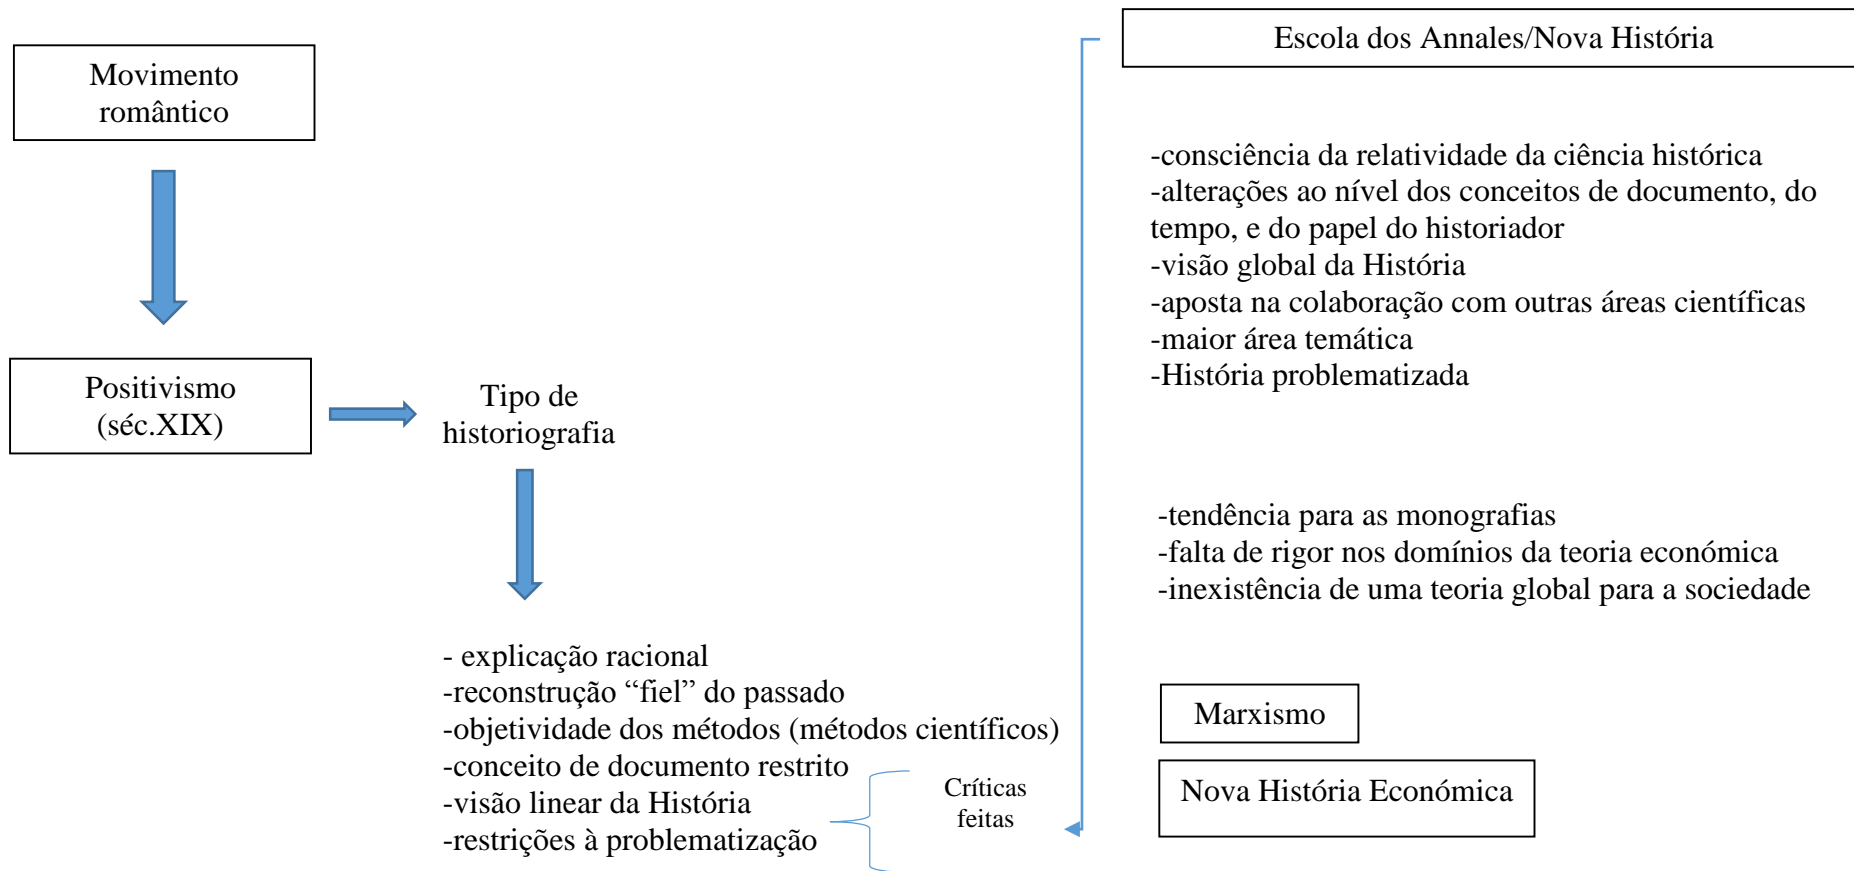 Movimento
romântico
Positivismo
(séc.XIX)
Tipo de
historiografia
- explicação racional
-reconstrução “fiel” do passado
-objetividade dos métodos (métodos científicos)
-conceito de documento restrito
-visão linear da História
-restrições à problematização
Críticas
feitas
Escola dos Annales/Nova História
-consciência da relatividade da ciência histórica
-alterações ao nível dos conceitos de documento, do
tempo, e do papel do historiador
-visão global da História
-aposta na colaboração com outras áreas científicas
-maior área temática
-História problematizada
-tendência para as monografias
-falta de rigor nos domínios da teoria económica
-inexistência de uma teoria global para a sociedade
Marxismo
Nova História Económica